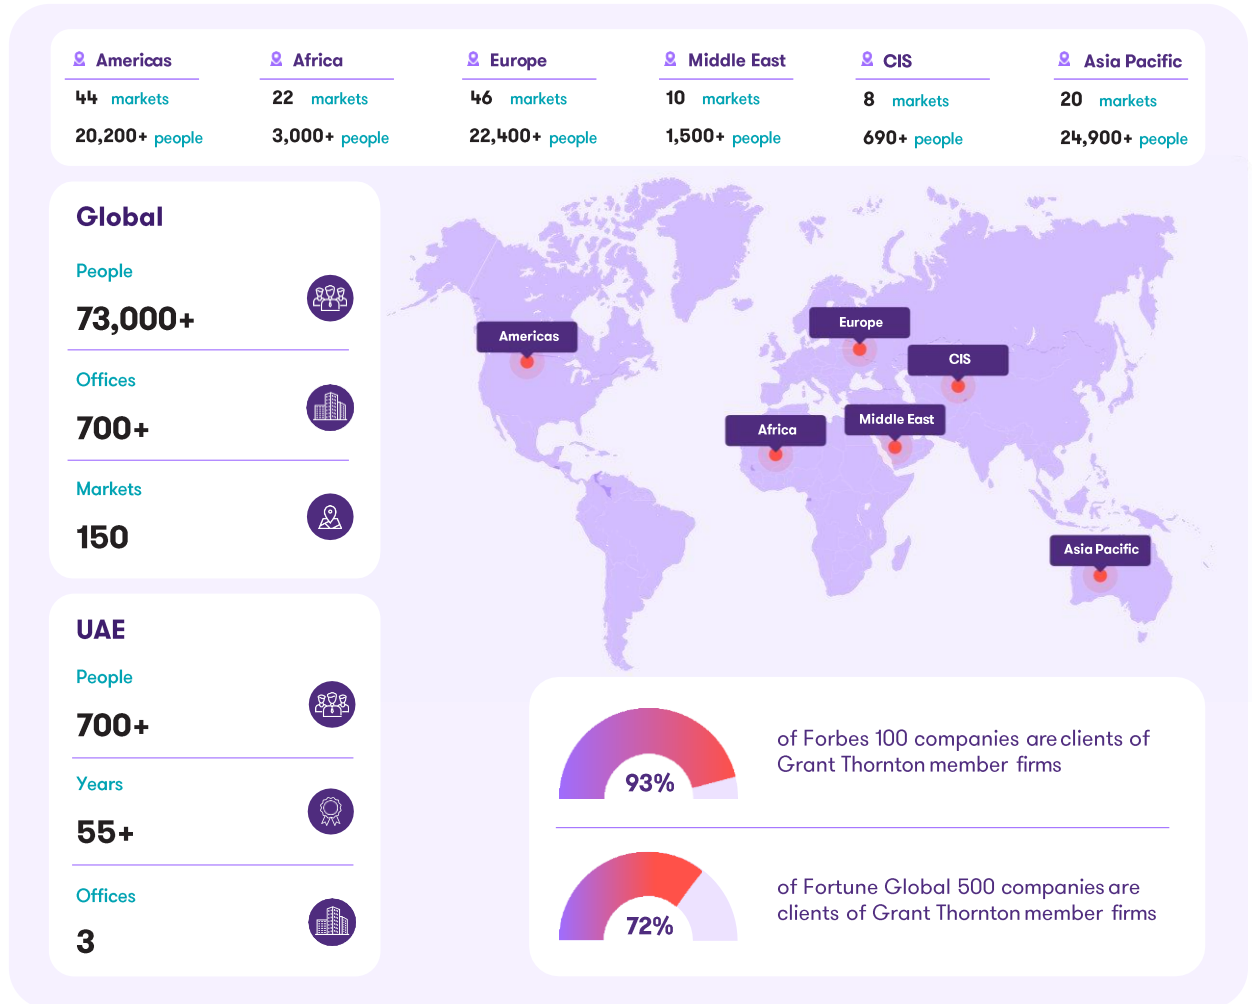 Americas
44 markets
20,200+ people
Africa
22 markets
3,000+ people
Europe
46 markets
22,400+ people
Middle East
10 markets
1,500+ people
CIS
8 markets
690+ people
Asia Pacific
20 markets
24,900+ people
Global
People
73,000+
Offices
700+
Markets
150
Americas
Europe
CIS
Africa
Middle East
Asia Pacific
UAE
People
700+
Years
55+
Offices
3
93%
of Forbes 100 companies are clients of
Grant Thornton member firms
72%
of Fortune Global 500 companies are
clients of Grant Thornton member firms